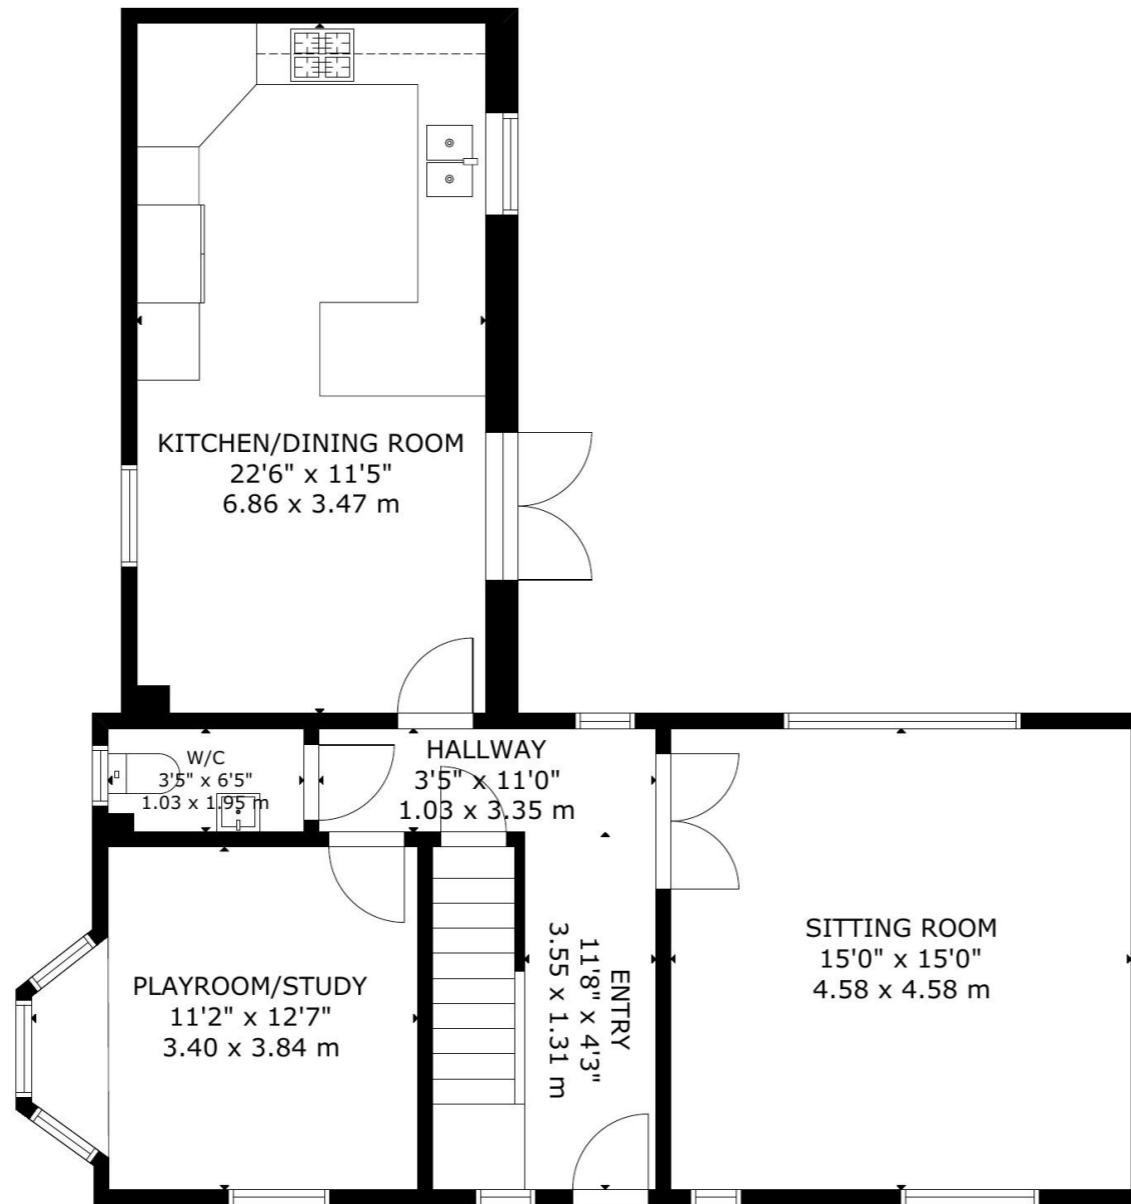 KITCHEN/DINING ROOM
22'6" x 11'5"
6.86 x 3.47 m
W/C
3'5" x 6'5"
1.03 x 1.95 m
HALLWAY
3'5" x 11'0"
1.03 x 3.35 m
PLAYROOM/STUDY
11'2" x 12'7"
3.40 x 3.84 m
ENTRY
11'8" x 4'3"
3.55 x 1.31 m
SITTING ROOM
15'0" x 15'0"
4.58 x 4.58 m